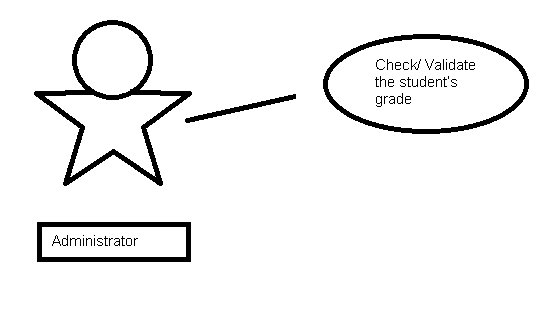 Check/ Validate
the student's
grade
Administrator